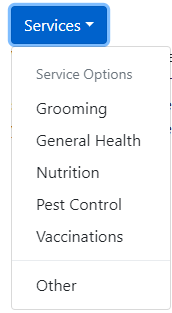 Services
Service Options
Grooming
General Health
Nutrition
Pest Control
Vaccinations
Other